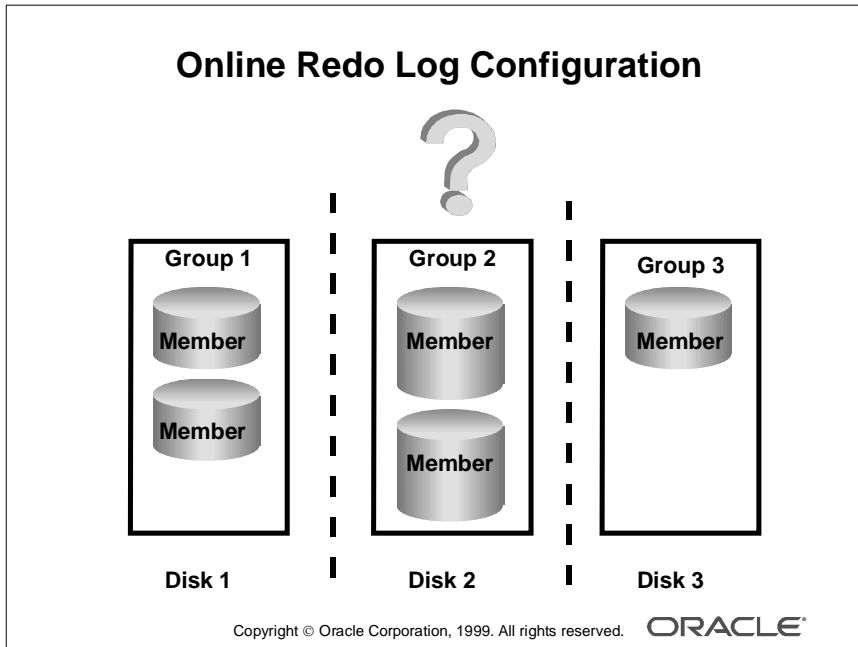 Online Redo Log Configuration
?
Group 1
Member
Member
Group 2
Member
Member
Group 3
Member
Disk 1
Disk 2
Disk 3
Copyright © Oracle Corporation, 1999. All rights reserved.
ORACLE®